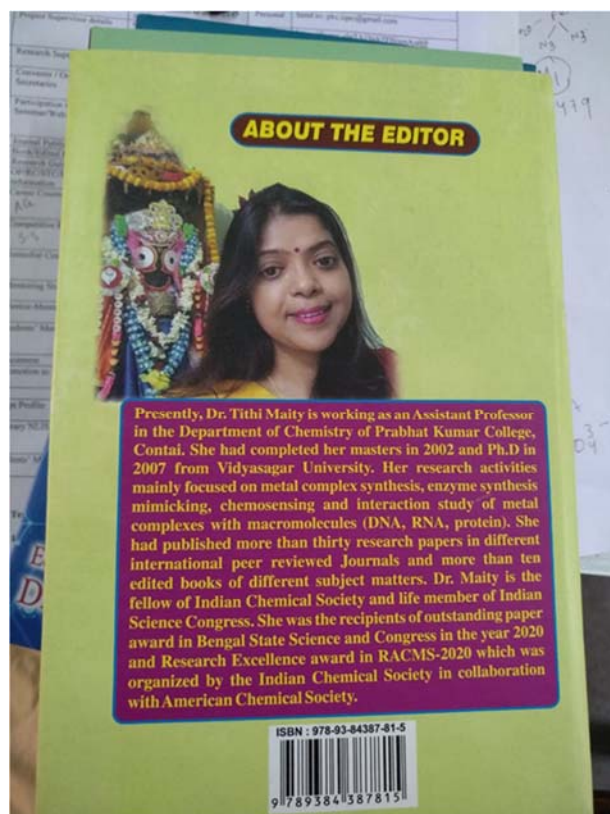 Project Supervisor details
Personal
ABOUT THE EDITOR
Presently, Dr. Tithi Maity is working as an Assistant Professor
in the Department of Chemistry of Prabhat Kumar College,
Contai. She had completed her masters in 2002 and Ph.D in
2007 from Vidyasagar University. Her research activities
mainly focused on metal complex synthesis, enzyme synthesis
mimicking, chemosensing and interaction study of metal
complexes with macromolecules (DNA, RNA, protein). She
had published more than thirty research papers in different
international peer reviewed Journals and more than ten
edited books of different subject matters. Dr. Maity is the
fellow of Indian Chemical Society and life member of Indian
Science Congress. She was the recipients of outstanding paper
award in Bengal State Science and Congress in the year 2020
and Research Excellence award in RACMS-2020 which was
organized by the Indian Chemical Society in collaboration
with American Chemical Society.
ISBN : 978-93-84387-81-5
9 789384 387815